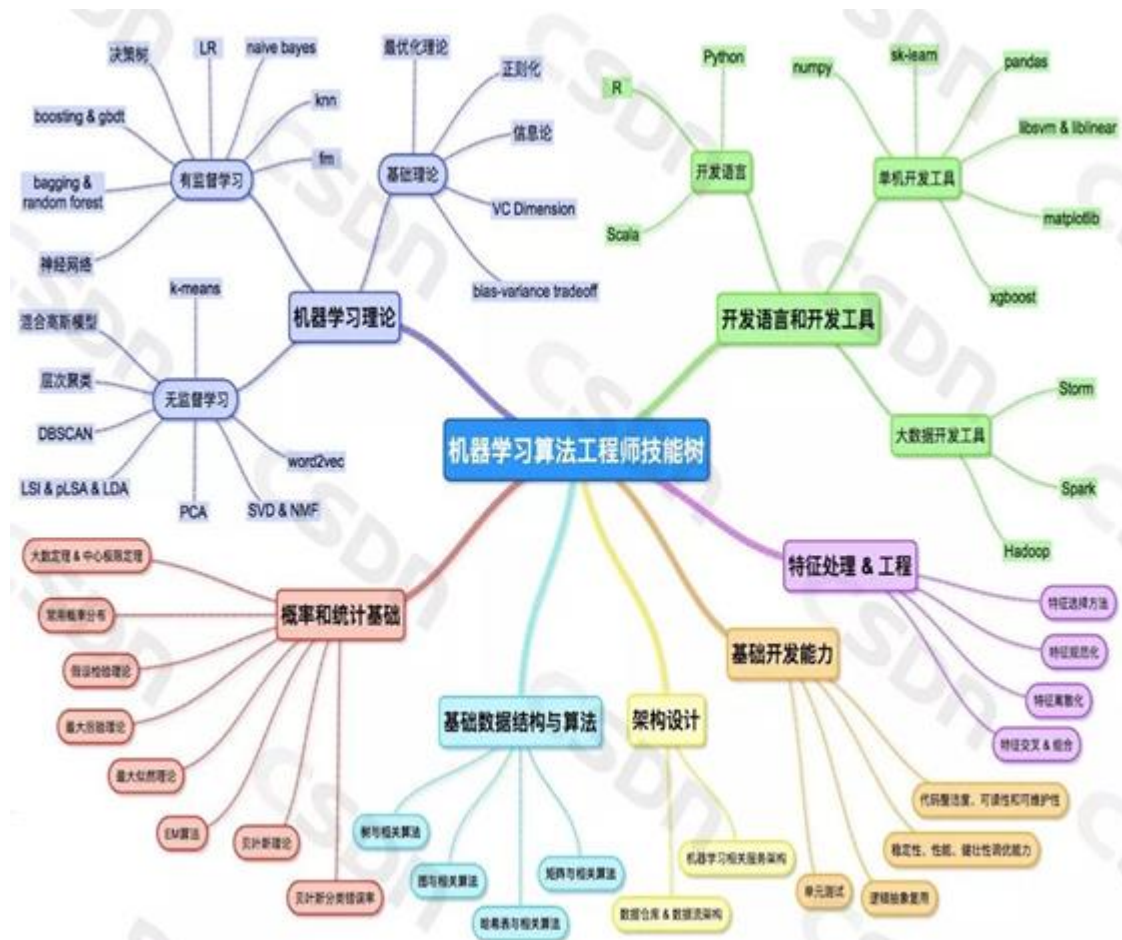 决策树
LR
naive bayes
boosting & gbdt
knn
有监督学习
fm
bagging &
random forest
神经网络
最优化理论
正则化
信息论
基础理论
VC Dimension
bias-variance tradeoff
机器学习理论
k-means
混合高斯模型
层次聚类
无监督学习
DBSCAN
word2vec
LSI & pLSA & LDA
PCA
SVD & NMF
Python
R
开发语言
Scala
numpy
sk-learn
pandas
libsvm & liblinear
单机开发工具
matplotlib
xgboost
开发语言和开发工具
Storm
大数据开发工具
Spark
Hadoop
机器学习算法工程师技能树
大数定理 & 中心极限定理
概率和统计基础
常用概率分布
假设检验理论
最大后验理论
最大似然理论
EM算法
贝叶斯理论
贝叶斯分类错误率
基础数据结构与算法
树与相关算法
图与相关算法
矩阵与相关算法
哈希表与相关算法
架构设计
机器学习相关服务架构
数据仓库 & 数据流架构
基础开发能力
代码整洁度、可读性和可维护性
稳定性、性能、健壮性调优能力
单元测试
逻辑抽象复用
特征处理 & 工程
特征选择方法
特征规范化
特征离散化
特征交叉 & 组合
CSDN